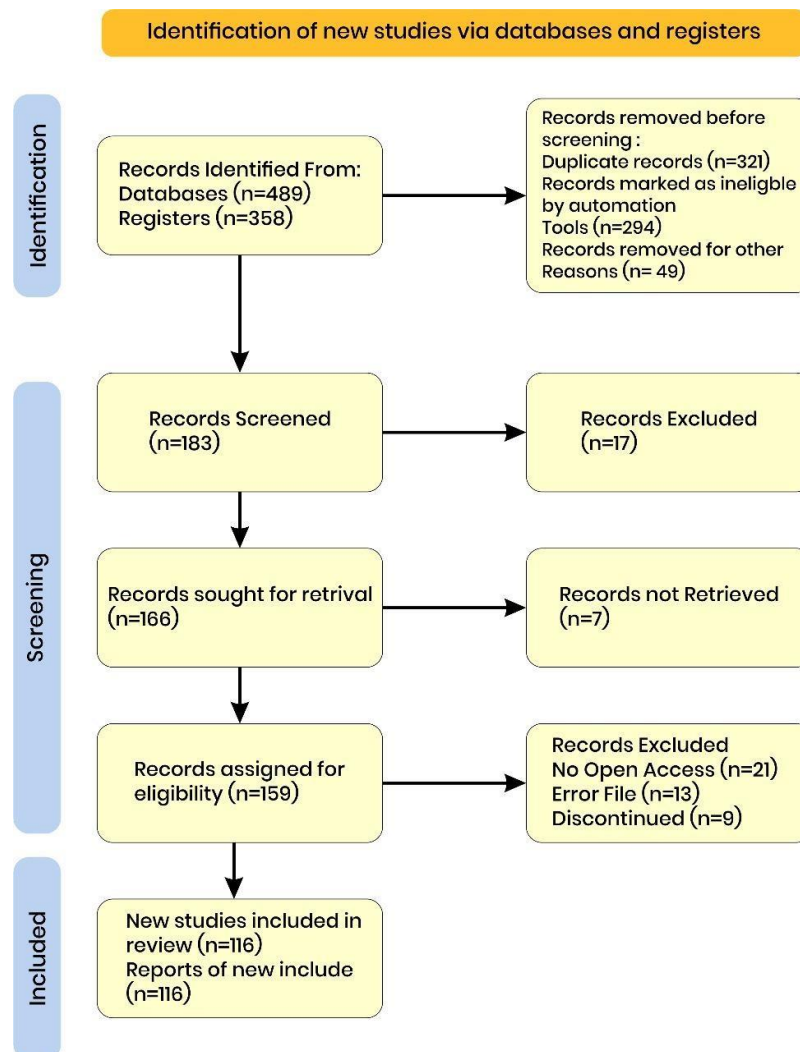 Identification of new studies via databases and registers
Identification
Records Identified From:
Databases (n=489)
Registers (n=358)
Records removed before
screening :
Duplicate records (n=321)
Records marked as ineligble
by automation
Tools (n=294)
Records removed for other
Reasons (n= 49)
Screening
Records Screened
(n=183)
Records Excluded
(n=17)
Records sought for retrival
(n=166)
Records not Retrieved
(n=7)
Records assigned for
eligibility (n=159)
Records Excluded
No Open Access (n=21)
Error File (n=13)
Discontinued (n=9)
Included
New studies included in
review (n=116)
Reports of new include
(n=116)